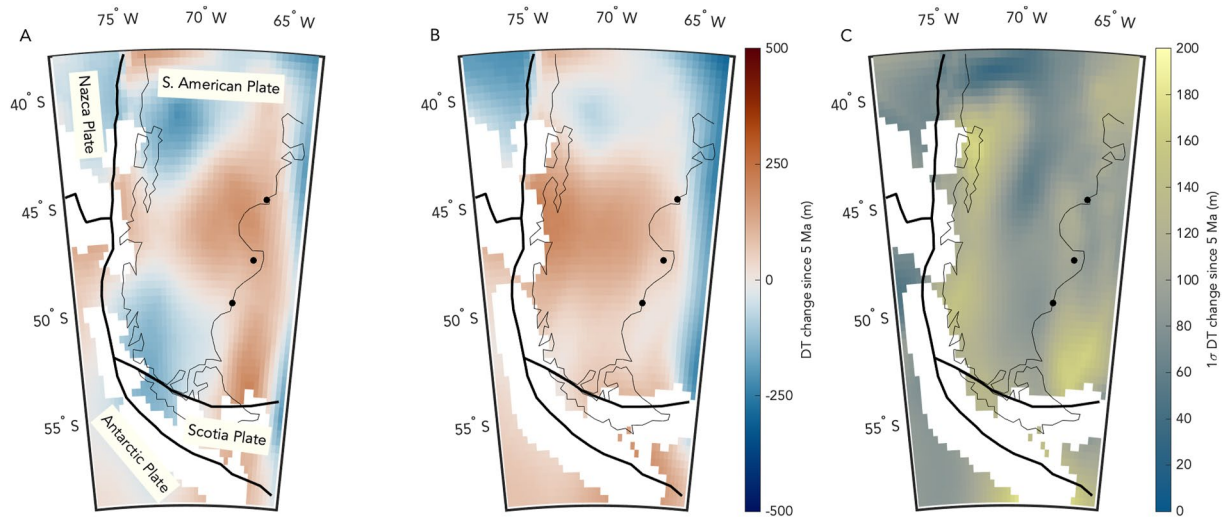 75° W 70° W 65° W
75° W 70° W 65° W
75° W 70° W 65° W
A
B
C
40° S
45° S
50° S
55° S
Nazca Plate
S. American Plate
Antarctic Plate
Scotia Plate
40° S
45° S
50° S
55° S
500
250
0
-250
-500
DT change since 5 Ma (m)
40° S
45° S
50° S
55° S
200
180
160
140
120
100
80
60
40
20
0
1σ DT change since 5 Ma (m)